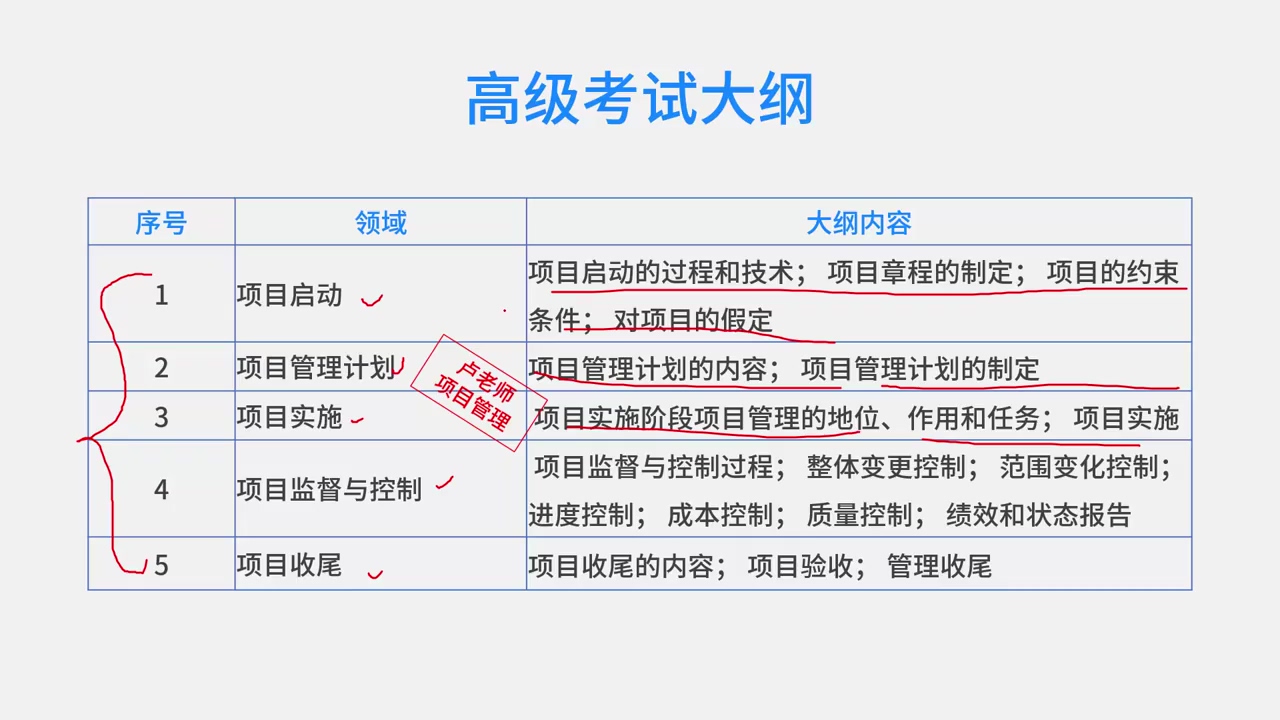 高级考试大纲
序号 领域 大纲内容
1 项目启动 项目启动的过程和技术； 项目章程的制定； 项目的约束
条件； 对项目的假定
2 项目管理计划 项目管理计划的内容； 项目管理计划的制定
3 项目实施 项目实施阶段项目管理的地位、作用和任务； 项目实施
4 项目监督与控制 项目监督与控制过程； 整体变更控制； 范围变化控制；
进度控制； 成本控制； 质量控制； 绩效和状态报告
5 项目收尾 项目收尾的内容； 项目验收； 管理收尾
卢老师
项目管理